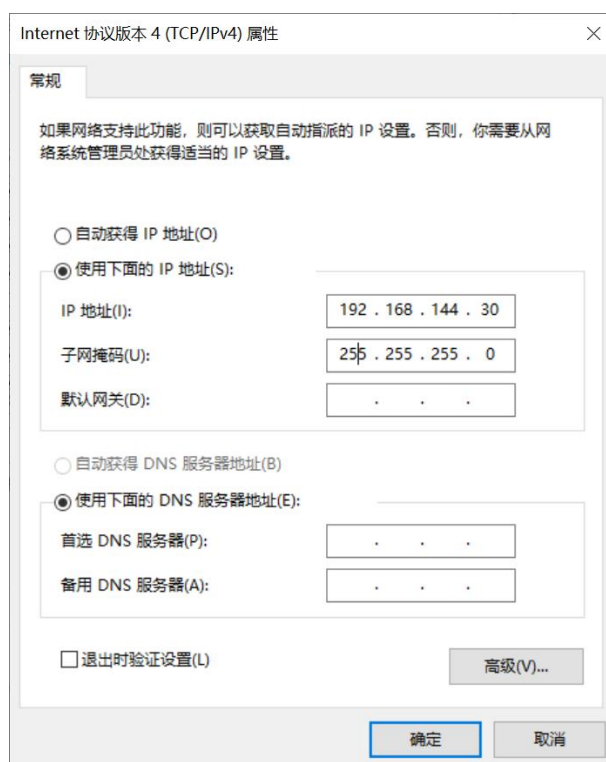 Internet 协议版本 4 (TCP/IPv4) 属性
常规
如果网络支持此功能，则可以获取自动指派的 IP 设置。否则，你需要从网
络系统管理员处获得适当的 IP 设置。
自动获得 IP 地址(O)
使用下面的 IP 地址(S):
IP 地址(I):
192 . 168 . 144 . 30
子网掩码(U):
255 . 255 . 255 . 0
默认网关(D):
. . .
自动获得 DNS 服务器地址(B)
使用下面的 DNS 服务器地址(E):
首选 DNS 服务器(P):
. . .
备用 DNS 服务器(A):
. . .
退出时验证设置(L)
高级(V)...
确定
取消